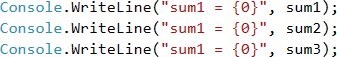 Console.WriteLine("sum1 = {0}", sum1);
Console.WriteLine("sum1 = {0}", sum2);
Console.WriteLine("sum1 = {0}", sum3);